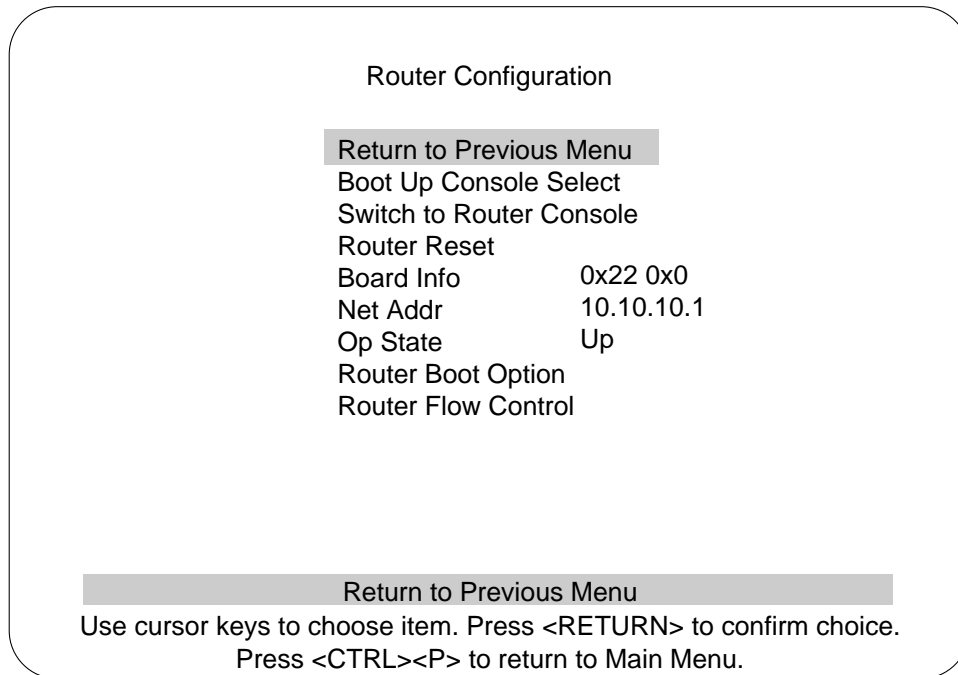 Router Configuration
Return to Previous Menu
Boot Up Console Select
Switch to Router Console
Router Reset
Board Info 0x22 0x0
Net Addr 10.10.10.1
Op State Up
Router Boot Option
Router Flow Control
Return to Previous Menu
Use cursor keys to choose item. Press <RETURN> to confirm choice.
Press <CTRL><P> to return to Main Menu.